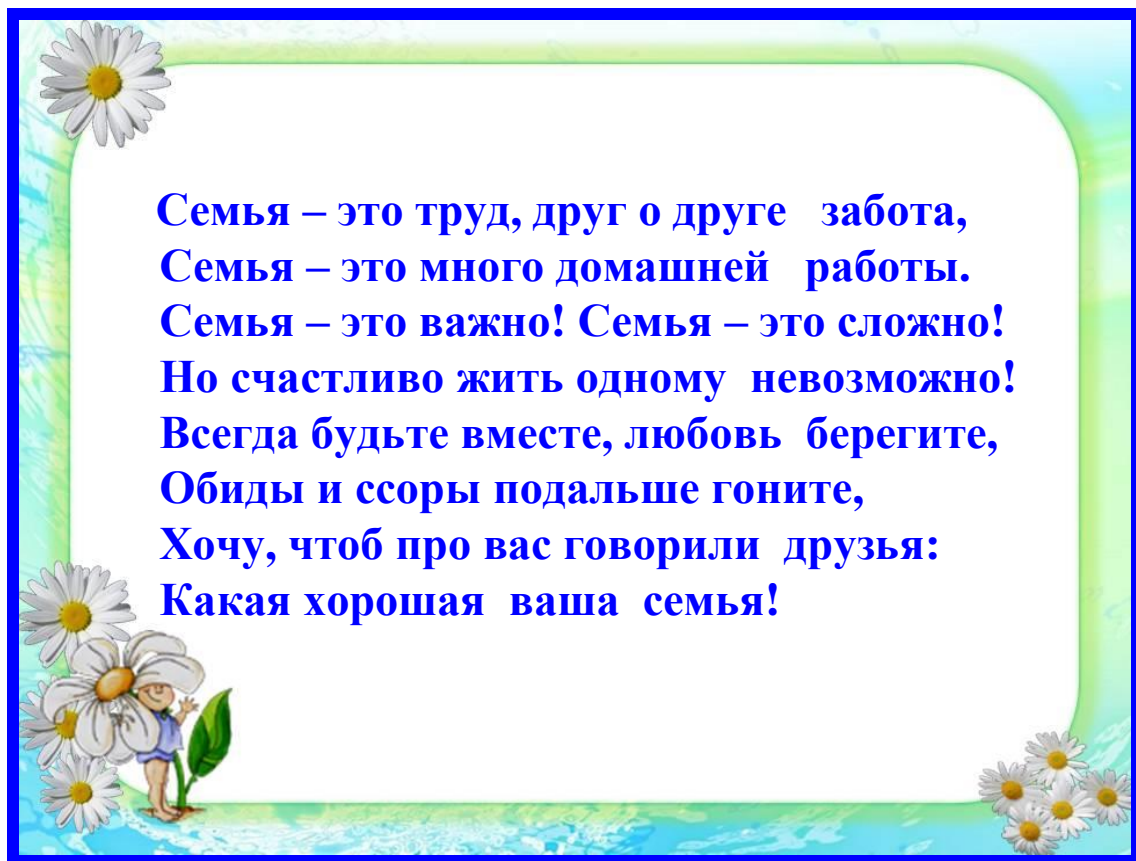 Семья – это труд, друг о друге забота,
Семья – это много домашней работы.
Семья – это важно! Семья – это сложно!
Но счастливо жить одному невозможно!
Всегда будьте вместе, любовь берегите,
Обиды и ссоры подальше гоните,
Хочу, чтоб про вас говорили друзья:
Какая хорошая ваша семья!